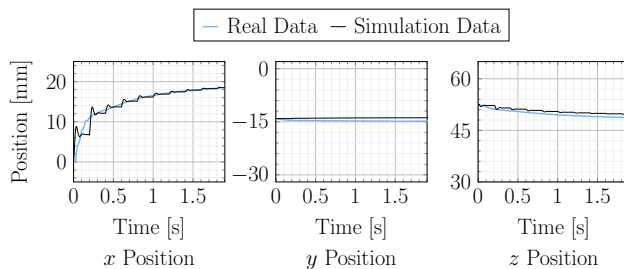 Real Data Simulation Data
Position [mm]
20
10
0
0 0.5 1 1.5
Time [s]
x Position
0
−15
−30
0 0.5 1 1.5
Time [s]
y Position
60
45
30
0 0.5 1 1.5
Time [s]
z Position